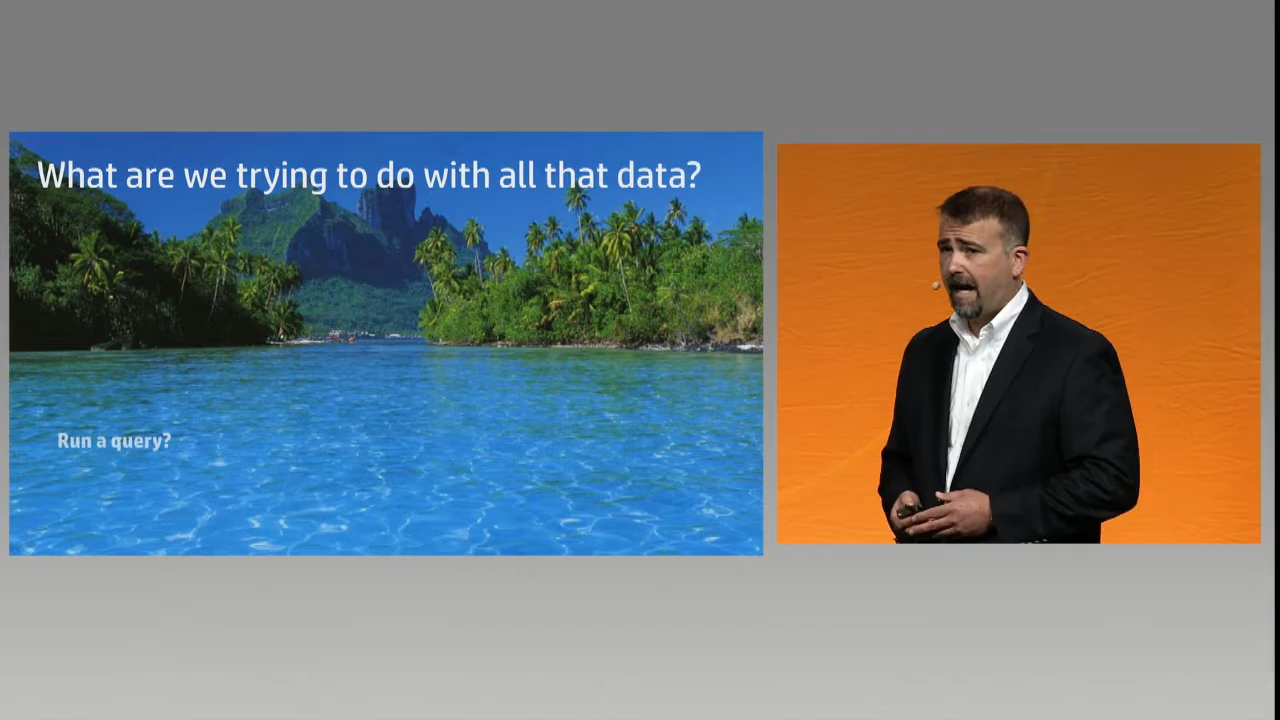 What are we trying to do with all that data?
Run a query?